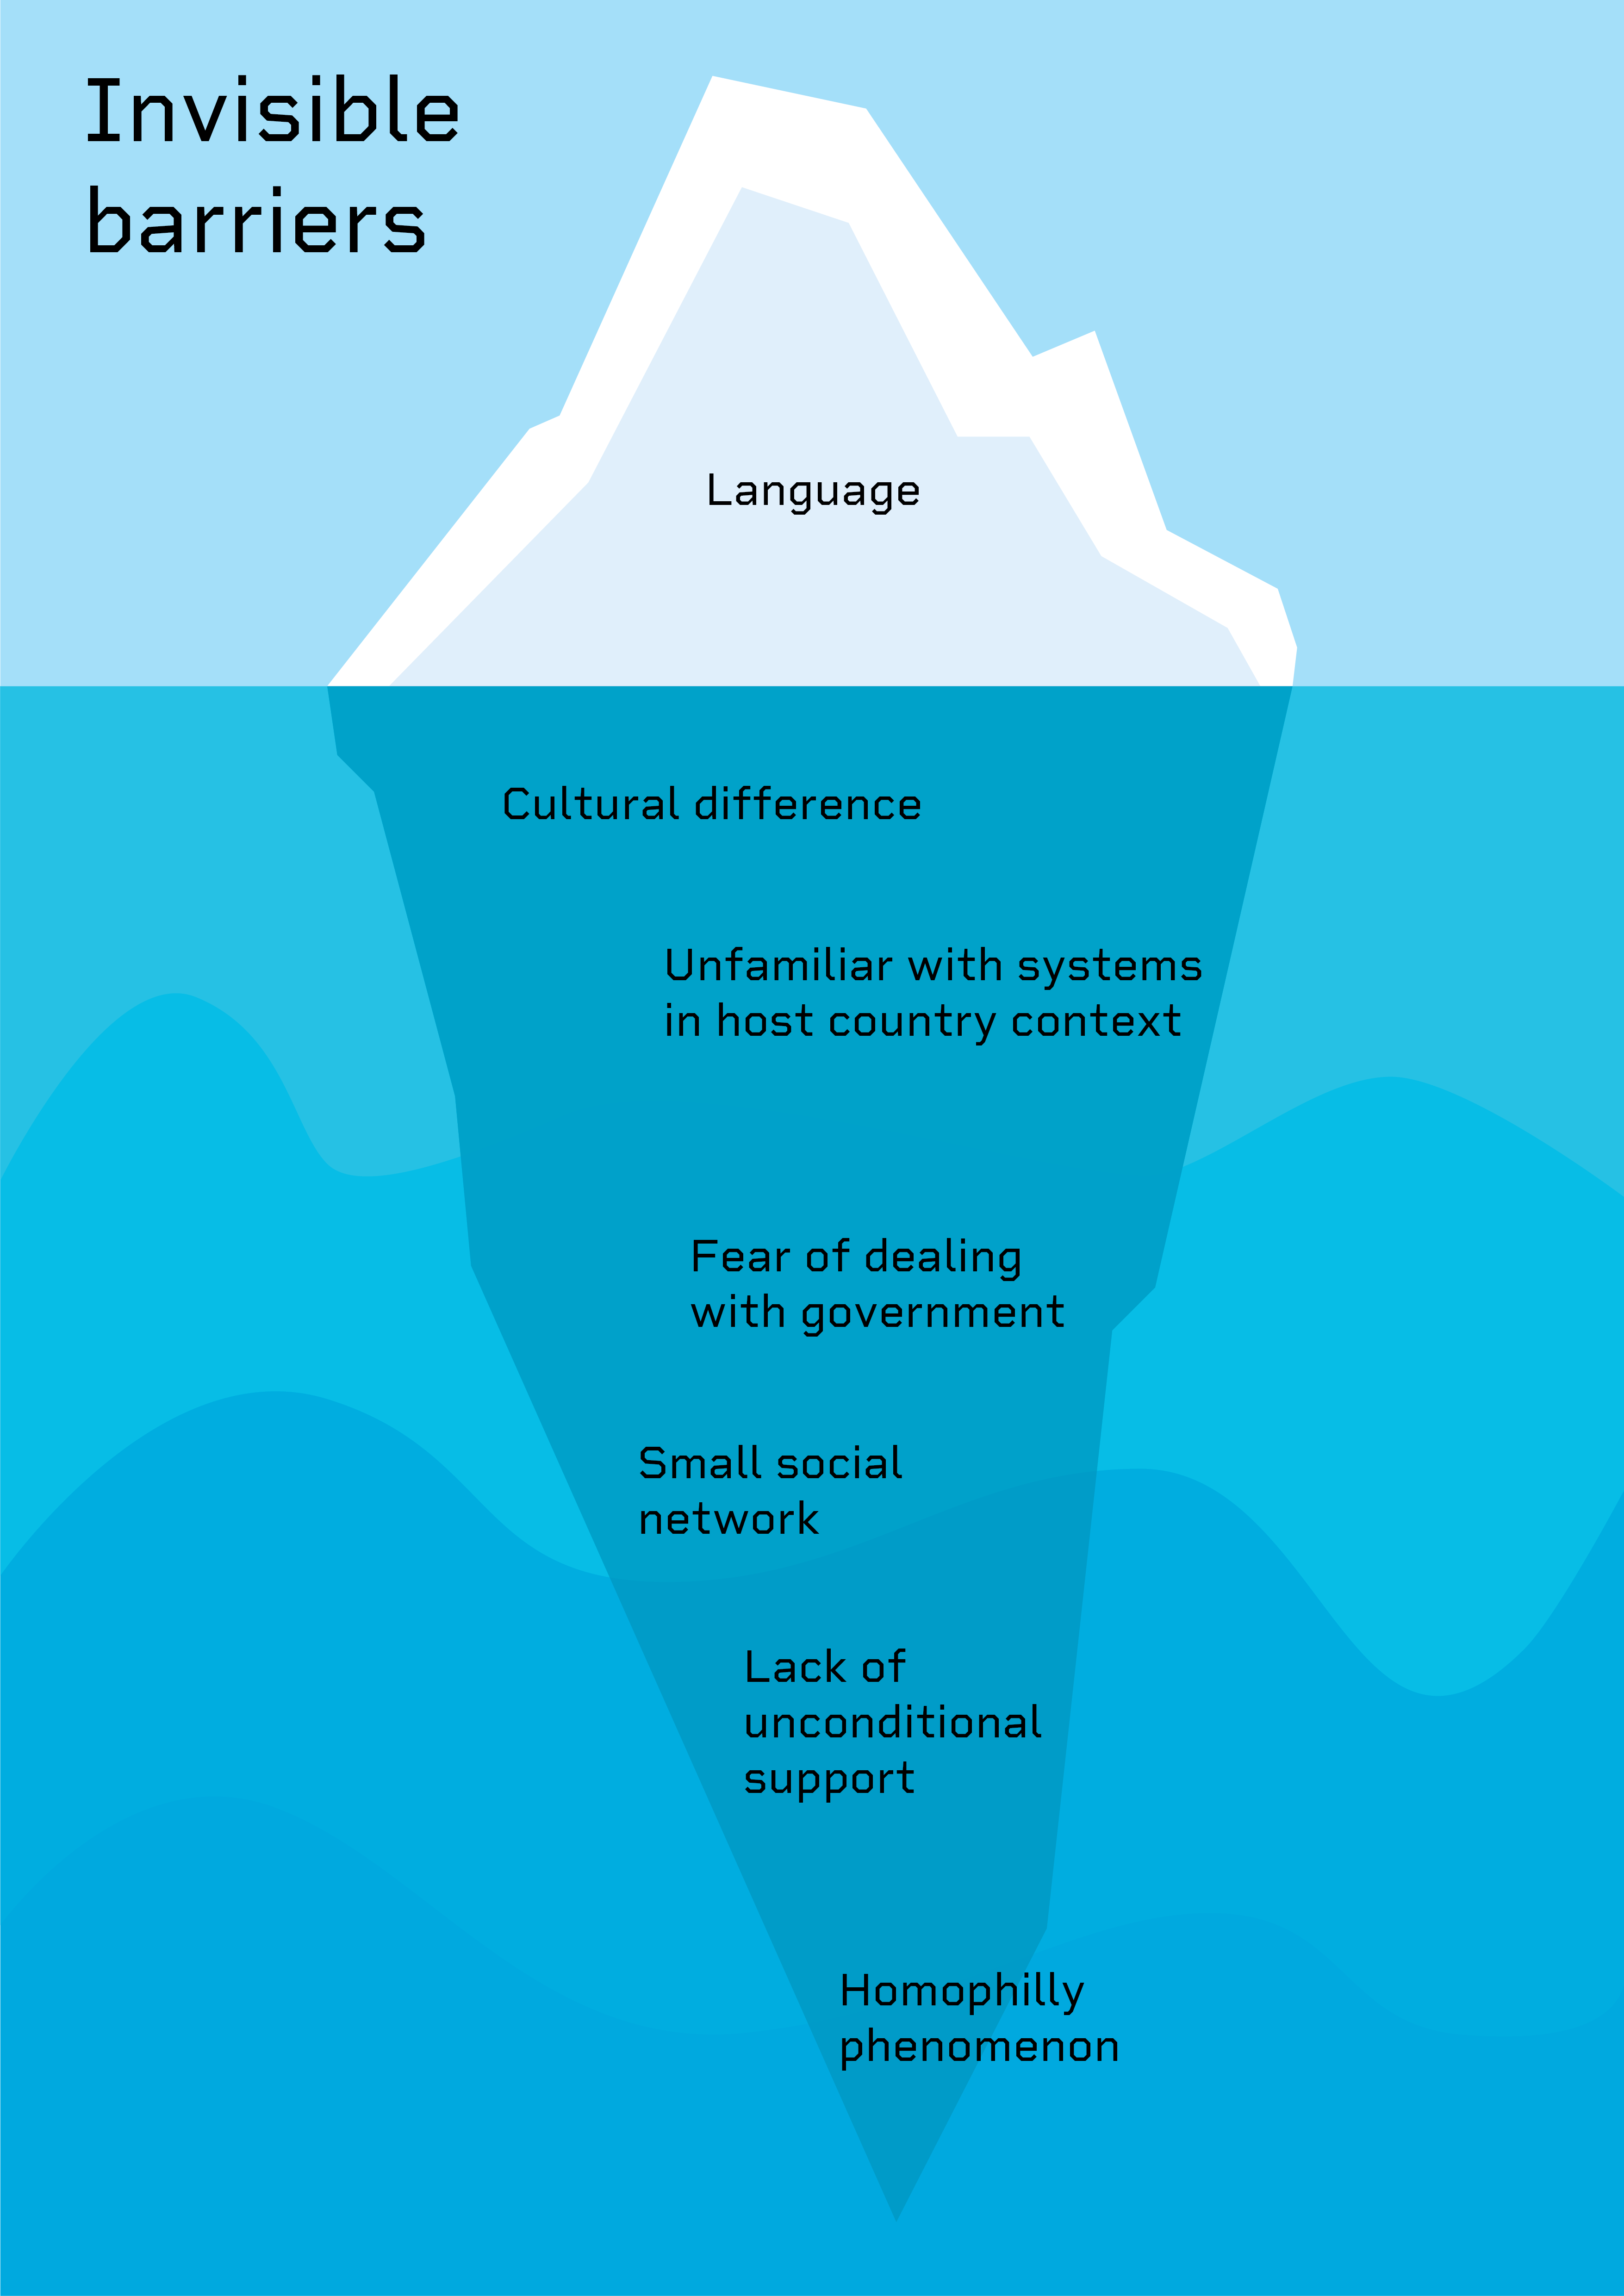 Invisible
barriers
Language
Cultural difference
Unfamiliar with systems
in host country context
Fear of dealing
with government
Small social
network
Lack of
unconditional
support
Homophilly
phenomenon